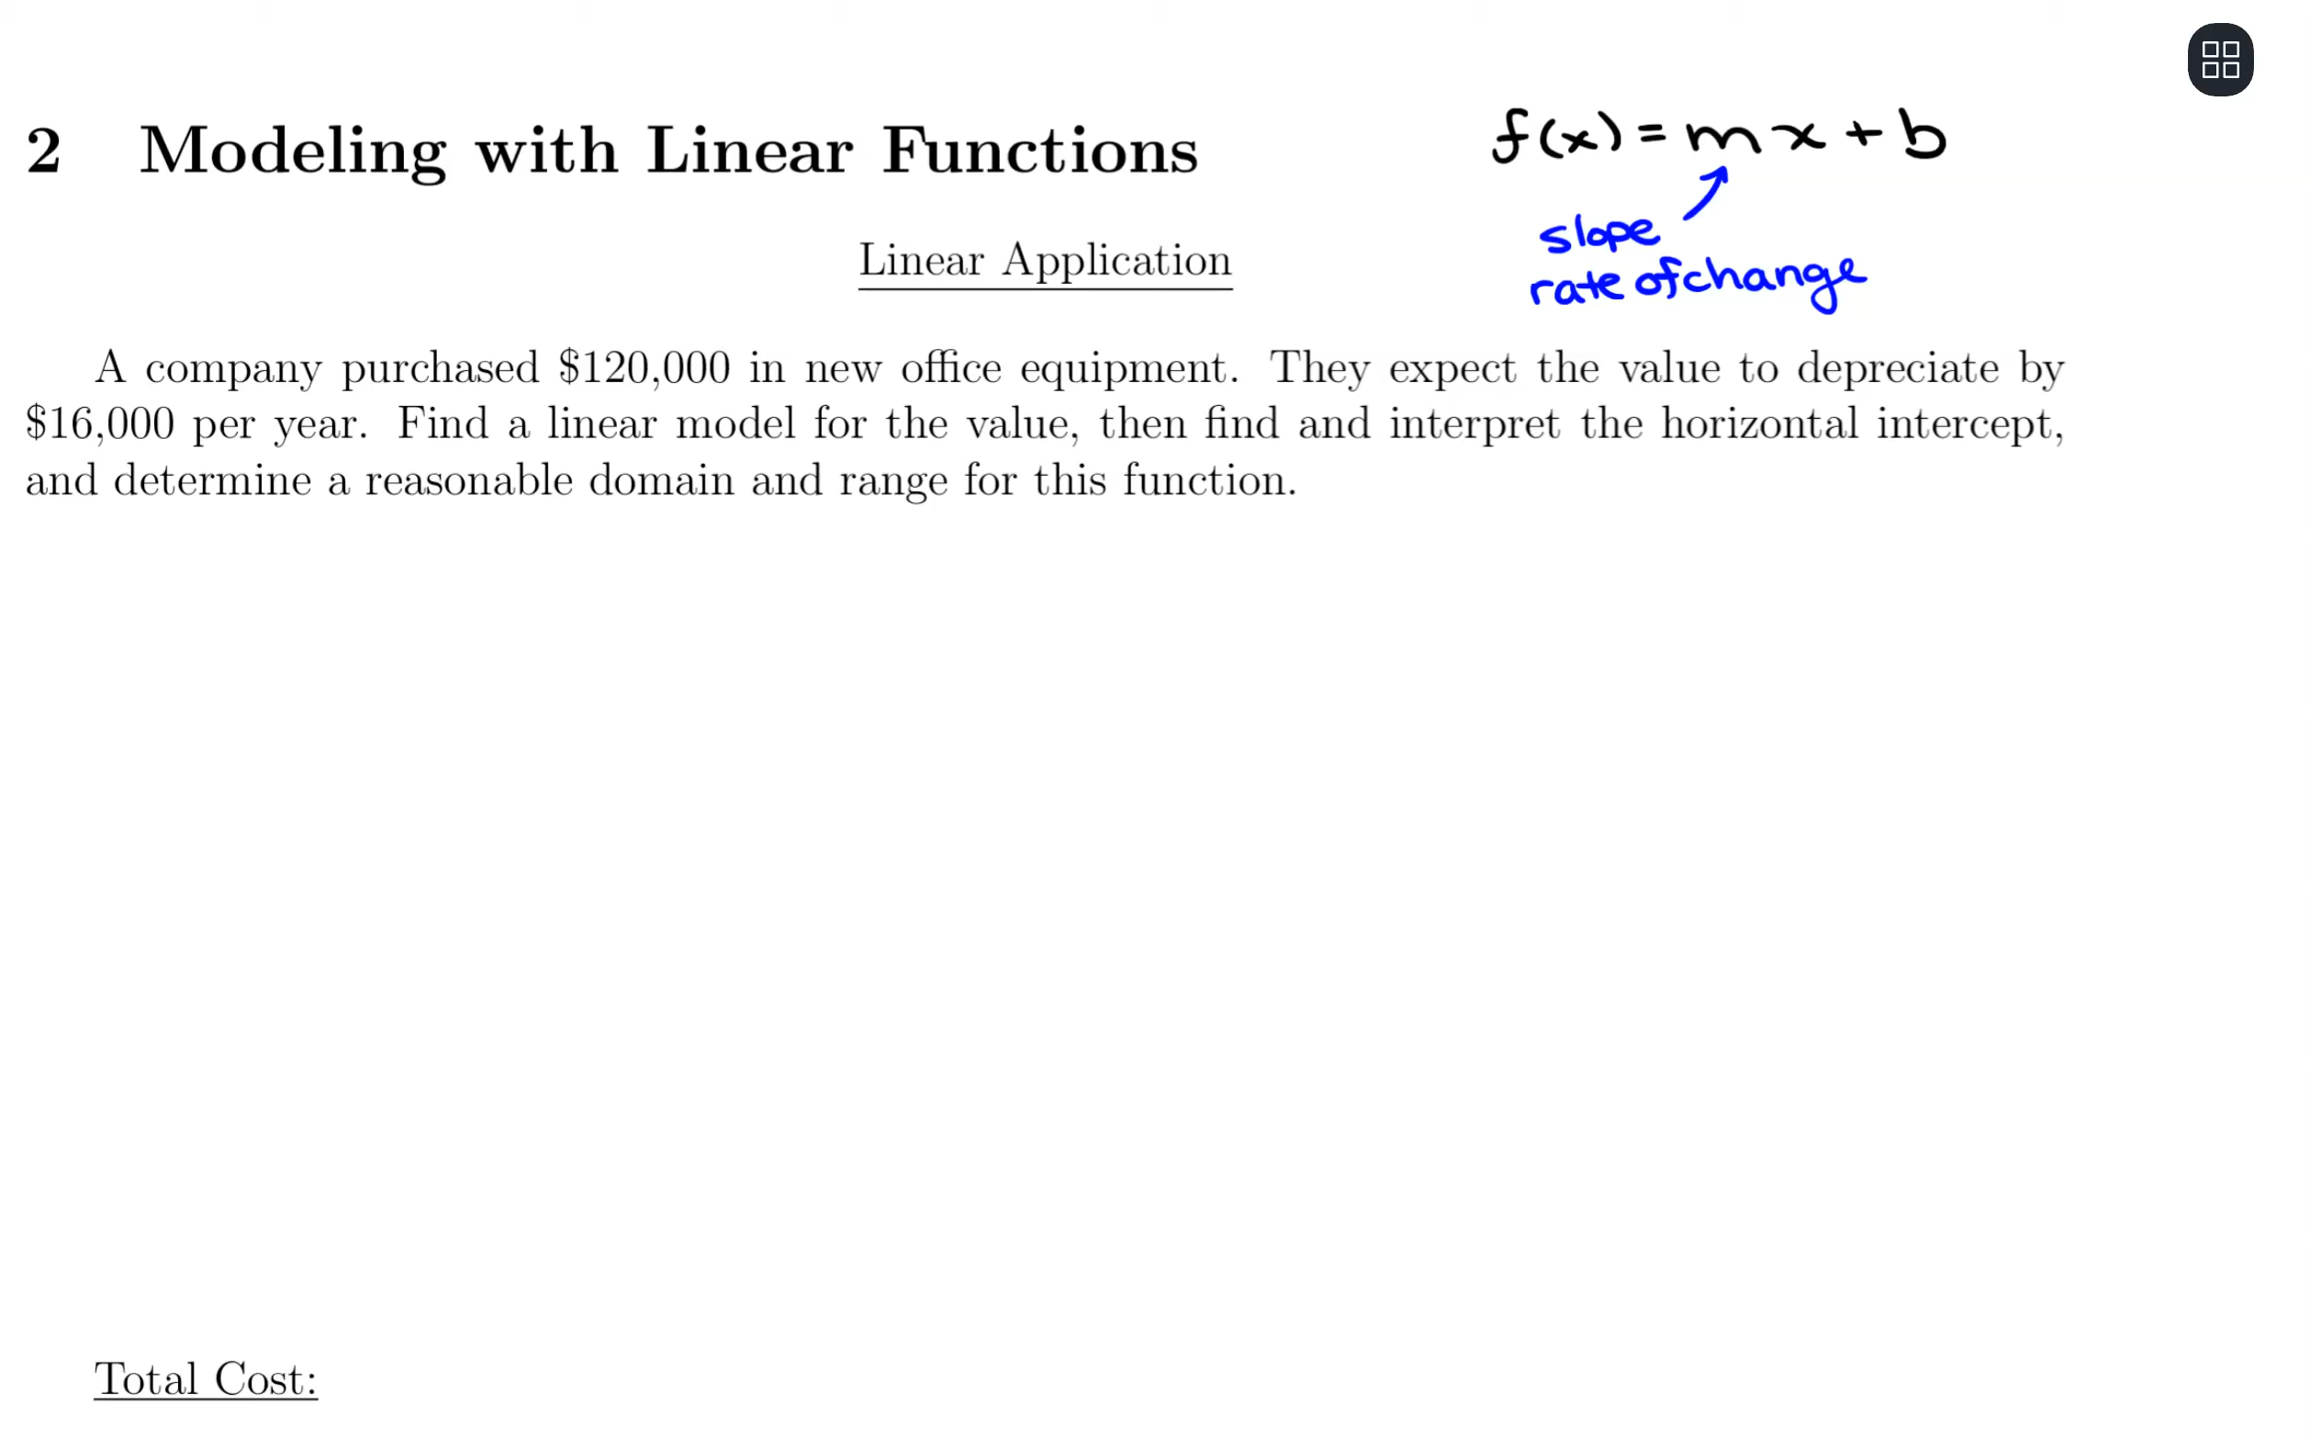 2 Modeling with Linear Functions
f(x) = mx + b
slope
rate of change
Linear Application
A company purchased $120,000 in new office equipment. They expect the value to depreciate by
$16,000 per year. Find a linear model for the value, then find and interpret the horizontal intercept,
and determine a reasonable domain and range for this function.
Total Cost: